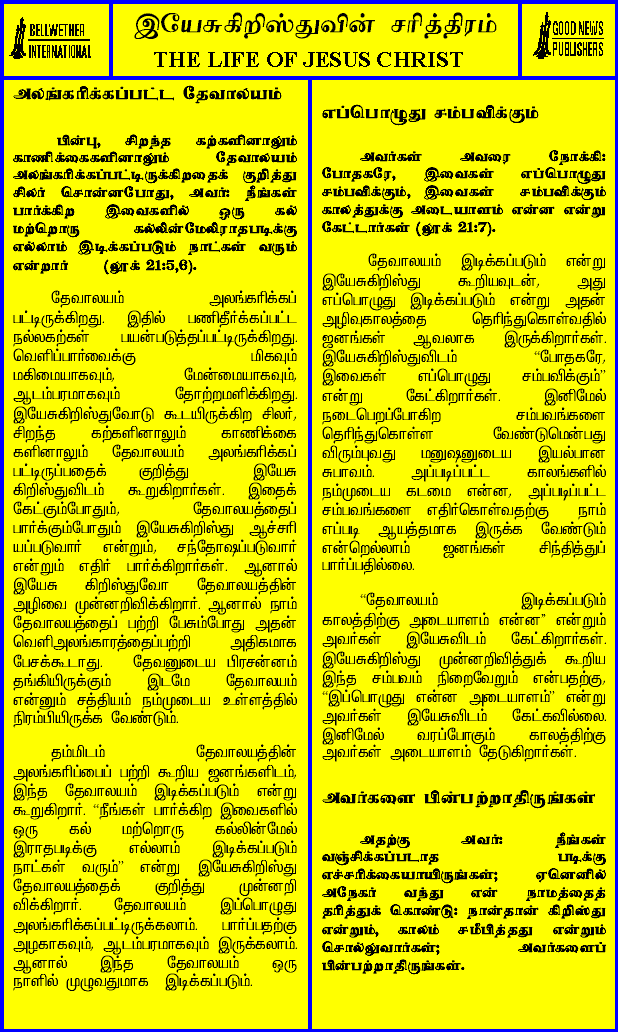 BELLWETHER
INTERNATIONAL
இயேசுகிறிஸ்துவின் சரித்திரம்
THE LIFE OF JESUS CHRIST
GOOD NEWS
PUBLISHERS
அலங்கரிக்கப்பட்ட தேவாலயம்
பின்பு, சிறந்த கற்களினாலும்
காணிக்கைகளினாலும் தேவாலயம்
அலங்கரிக்கப்பட்டிருக்கிறதைக் குறித்து
சிலர் சொன்னபோது, அவர்: நீங்கள்
பார்க்கிற இவைகளில் ஒரு கல்
மற்றொரு கல்லின்மேலிராதபடிக்கு
எல்லாம் இடிக்கப்படும் நாட்கள் வரும்
என்றார் (லூக் 21:5,6).
தேவாலயம் அலங்கரிக்கப்
பட்டிருக்கிறது. இதில் பணிதீர்க்கப்பட்ட
நல்லகற்கள் பயன்படுத்தப்பட்டிருக்கிறது.
வெளிப்பார்வைக்கு மிகவும்
மகிமையாகவும், மேன்மையாகவும்,
ஆடம்பரமாகவும் தோற்றமளிக்கிறது.
இயேசுகிறிஸ்துவோடு கூடயிருக்கிற சிலர்,
சிறந்த கற்களினாலும் காணிக்கை
களினாலும் தேவாலயம் அலங்கரிக்கப்
பட்டிருப்பதைக் குறித்து இயேசு
கிறிஸ்துவிடம் கூறுகிறார்கள். இதைக்
கேட்கும்போதும், தேவாலயத்தைப்
பார்க்கும்போதும் இயேசுகிறிஸ்து ஆச்சரி
யப்படுவார் என்றும், சந்தோஷப்படுவார்
என்றும் எதிர் பார்க்கிறார்கள். ஆனால்
இயேசு கிறிஸ்துவோ தேவாலயத்தின்
அழிவை முன்னறிவிக்கிறார். ஆனால் நாம்
தேவாலயத்தைப் பற்றி பேசும்போது அதன்
வெளிஅலங்காரத்தைப்பற்றி அதிகமாக
பேசக்கூடாது. தேவனுடைய பிரசன்னம்
தங்கியிருக்கும் இடமே தேவாலயம்
என்னும் சத்தியம் நம்முடைய உள்ளத்தில்
நிரம்பியிருக்க வேண்டும்.
தம்மிடம் தேவாலயத்தின்
அலங்கரிப்பைப் பற்றி கூறிய ஜனங்களிடம்,
இந்த தேவாலயம் இடிக்கப்படும் என்று
கூறுகிறார். “நீங்கள் பார்க்கிற இவைகளில்
ஒரு கல் மற்றொரு கல்லின்மேல்
இராதபடிக்கு எல்லாம் இடிக்கப்படும்
நாட்கள் வரும்” என்று இயேசுகிறிஸ்து
தேவாலயத்தைக் குறித்து முன்னறி
விக்கிறார். தேவாலயம் இப்பொழுது
அலங்கரிக்கப்பட்டிருக்கலாம். பார்ப்பதற்கு
அழகாகவும், ஆடம்பரமாகவும் இருக்கலாம்.
ஆனால் இந்த தேவாலயம் ஒரு
நாளில் முழுவதுமாக இடிக்கப்படும்.
எப்பொழுது சம்பவிக்கும்
அவர்கள் அவரை நோக்கி:
போதகரே, இவைகள் எப்பொழுது
சம்பவிக்கும், இவைகள் சம்பவிக்கும்
காலத்துக்கு அடையாளம் என்ன என்று
கேட்டார்கள் (லூக் 21:7).
தேவாலயம் இடிக்கப்படும் என்று
இயேசுகிறிஸ்து கூறியவுடன், அது
எப்பொழுது இடிக்கப்படும் என்று அதன்
அழிவுகாலத்தை தெரிந்துகொள்வதில்
ஜனங்கள் ஆவலாக இருக்கிறார்கள்.
இயேசுகிறிஸ்துவிடம் “போதகரே,
இவைகள் எப்பொழுது சம்பவிக்கும்”
என்று கேட்கிறார்கள். இனிமேல்
நடைபெறப்போகிற சம்பவங்களை
தெரிந்துகொள்ள வேண்டுமென்பது
விரும்புவது மனுஷனுடைய இயல்பான
சுபாவம். அப்படிப்பட்ட காலங்களில்
நம்முடைய கடமை என்ன, அப்படிப்பட்ட
சம்பவங்களை எதிர்கொள்வதற்கு நாம்
எப்படி ஆயத்தமாக இருக்க வேண்டும்
என்றெல்லாம் ஜனங்கள் சிந்தித்துப்
பார்ப்பதில்லை.
“தேவாலயம் இடிக்கப்படும்
காலத்திற்கு அடையாளம் என்ன” என்றும்
அவர்கள் இயேசுவிடம் கேட்கிறார்கள்.
இயேசுகிறிஸ்து முன்னறிவித்துக் கூறிய
இந்த சம்பவம் நிறைவேறும் என்பதற்கு,
“இப்பொழுது என்ன அடையாளம்” என்று
அவர்கள் இயேசுவிடம் கேட்கவில்லை.
இனிமேல் வரப்போகும் காலத்திற்கு
அவர்கள் அடையாளம் தேடுகிறார்கள்.
அவர்களை பின்பற்றாதிருங்கள்
அதற்கு அவர்: நீங்கள்
வஞ்சிக்கப்படாத படிக்கு
எச்சரிக்கையாயிருங்கள்; ஏனெனில்
அநேகர் வந்து என் நாமத்தைத்
தரித்துக் கொண்டு: நான்தான் கிறிஸ்து
என்றும், காலம் சமீபித்தது என்றும்
சொல்லுவார்கள்; அவர்களைப்
பின்பற்றாதிருங்கள்.